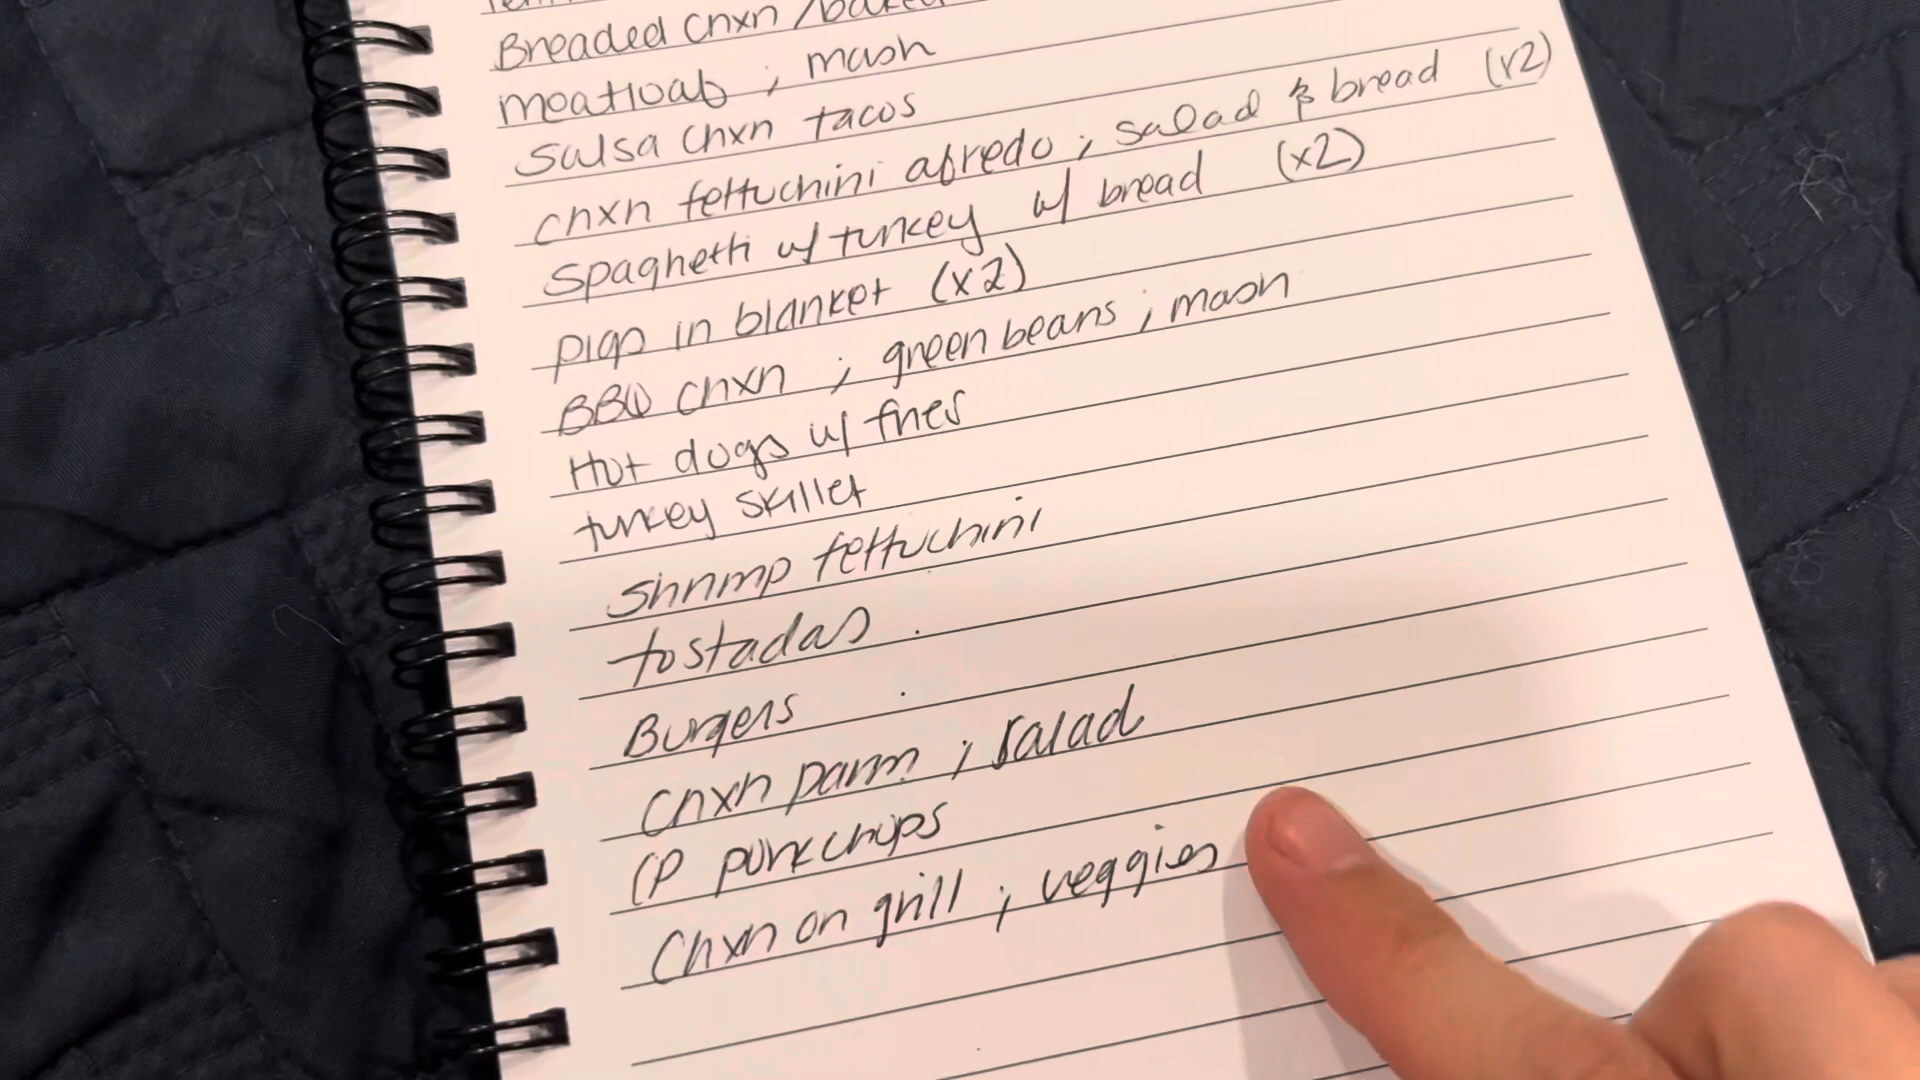 Breaded chxn / baked
meatloaf ; mash
salsa chxn tacos
chxn fettuchini afredo ; salad & bread (x2)
Spaghetti w/ turkey w/ bread (x2)
pigs in blanket (x2)
BBQ chxn ; green beans ; mash
Hot dogs w/ fries
turkey skillet
shrimp fettuchini
tostadas
Burgers
Chxn parm ; salad
CP porkchops
Chxn on grill ; veggies